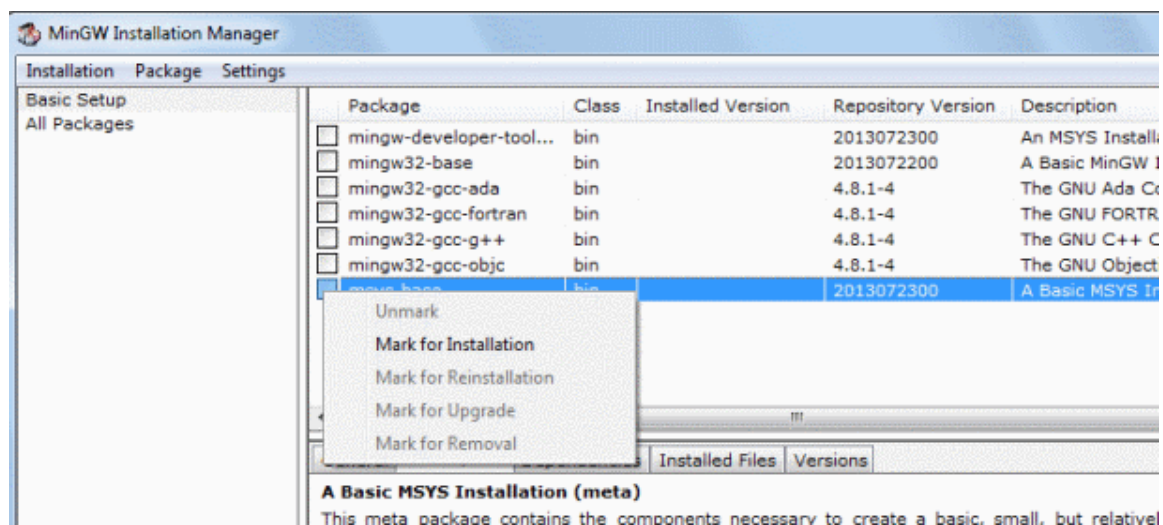 MinGW Installation Manager
Installation Package Settings
Basic Setup
All Packages
Package Class Installed Version Repository Version Description
mingw-developer-tool... bin 2013072300 An MSYS Install
mingw32-base bin 2013072200 A Basic MinGW
mingw32-gcc-ada bin 4.8.1-4 The GNU Ada
mingw32-gcc-fortran bin 4.8.1-4 The GNU FORTR
mingw32-gcc-g++ bin 4.8.1-4 The GNU C++
mingw32-gcc-objc bin 4.8.1-4 The GNU Object
msys-base bin 2013072300 A Basic MSYS
Unmark
Mark for Installation
Mark for Reinstallation
Mark for Upgrade
Mark for Removal
General Dependencies Installed Files Versions
A Basic MSYS Installation (meta)
This meta package contains the components necessary to create a basic, small, but relativel